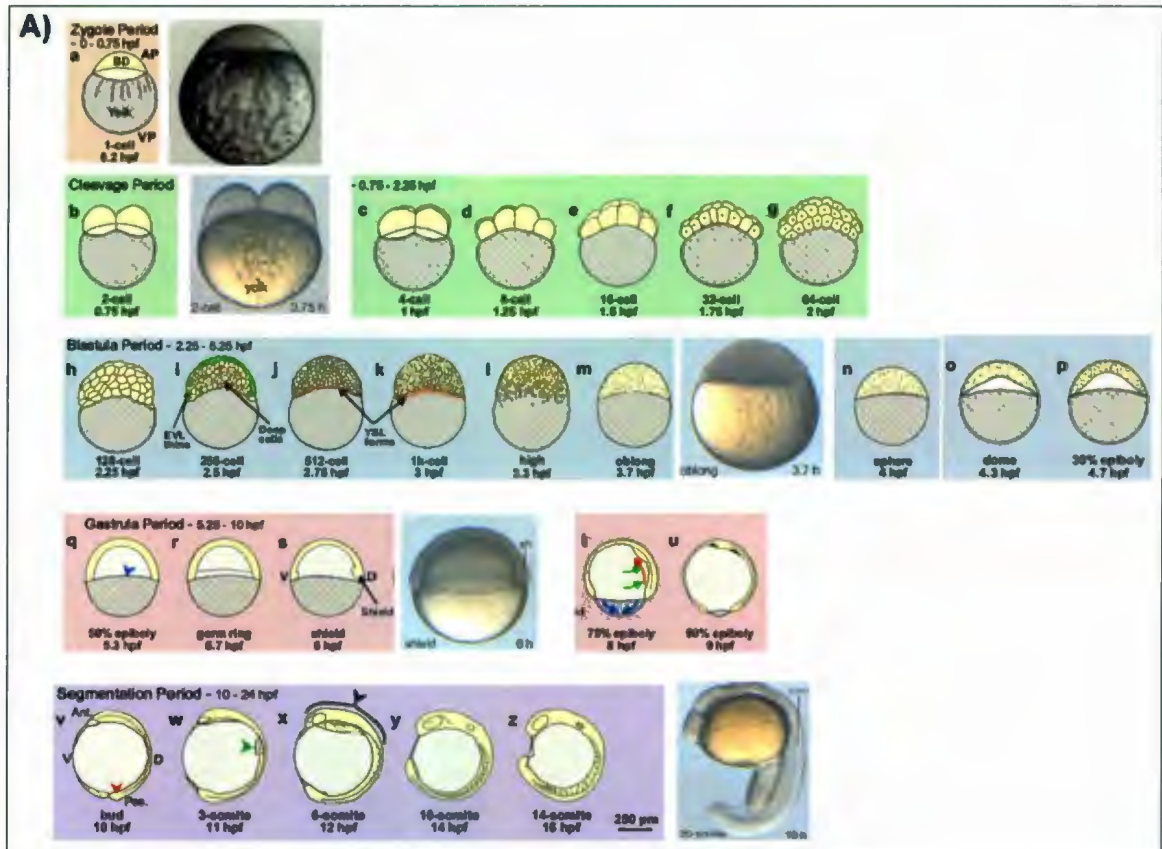 A)
Zygote Period
- 0 - 0.75 hpf
a
BD
AP
Yolk
VP
1-cell
0.2 hpf
Cleavage Period
- 0.75 - 2.25 hpf
b
c
d
e
f
g
yolk
2-cell
0.75 hpf
2-cell
0.75 h
4-cell
1 hpf
8-cell
1.25 hpf
16-cell
1.5 hpf
32-cell
1.75 hpf
64-cell
2 hpf
Blastula Period - 2.25 - 5.25 hpf
h
i
j
k
l
m
n
o
p
EVL
thins
Deep
cells
YSL
forms
128-cell
2.25 hpf
256-cell
2.5 hpf
512-cell
2.75 hpf
1k-cell
3 hpf
high
3.3 hpf
oblong
3.7 hpf
oblong
3.7 h
sphere
4 hpf
dome
4.3 hpf
30% epiboly
4.7 hpf
Gastrula Period - 5.25 - 10 hpf
q
r
s
V
D
Shield
sh
t
u
50% epiboly
5.3 hpf
germ ring
5.7 hpf
shield
6 hpf
shield
6 h
75% epiboly
8 hpf
90% epiboly
9 hpf
Segmentation Period - 10 - 24 hpf
v
Ant.
w
x
y
z
V
D
Pos.
bud
10 hpf
3-somite
11 hpf
6-somite
12 hpf
10-somite
14 hpf
14-somite
16 hpf
250 µm
20-somite